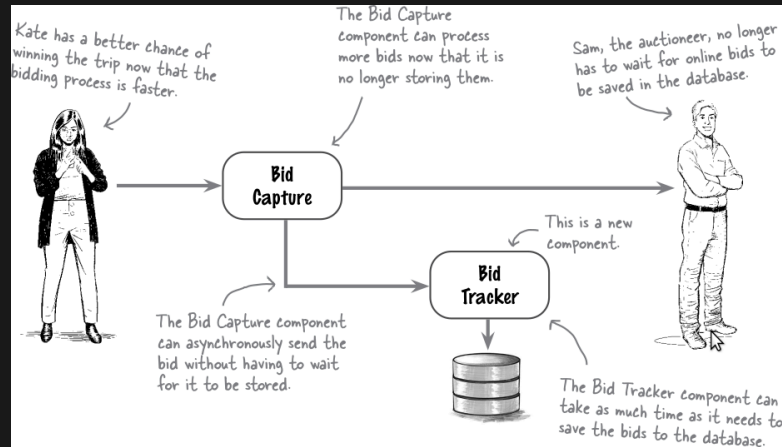 Kate has a better chance of
winning the trip now that the
bidding process is faster.
The Bid Capture
component can process
more bids now that it is
no longer storing them.
Sam, the auctioneer, no longer
has to wait for online bids to
be saved in the database.
Bid
Capture
This is a new
component.
Bid
Tracker
The Bid Capture component
can asynchronously send the
bid without having to wait
for it to be stored.
The Bid Tracker component can
take as much time as it needs to
save the bids to the database.